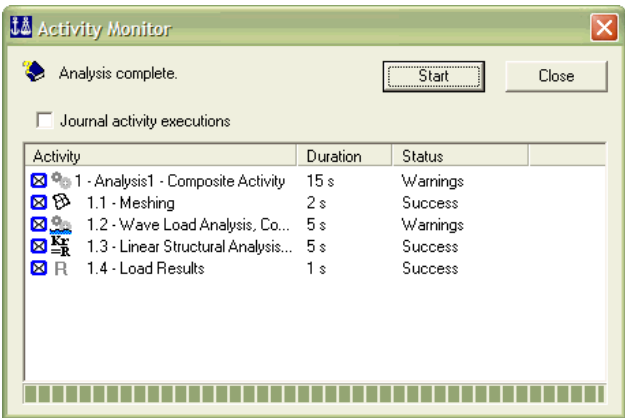 Activity Monitor
Analysis complete.
Start
Close
Journal activity executions
Activity Duration Status
1 - Analysis1 - Composite Activity 15 s Warnings
1.1 - Meshing 2 s Success
1.2 - Wave Load Analysis, Co... 5 s Warnings
Kr
=R
1.3 - Linear Structural Analysis... 5 s Success
R 1.4 - Load Results 1 s Success